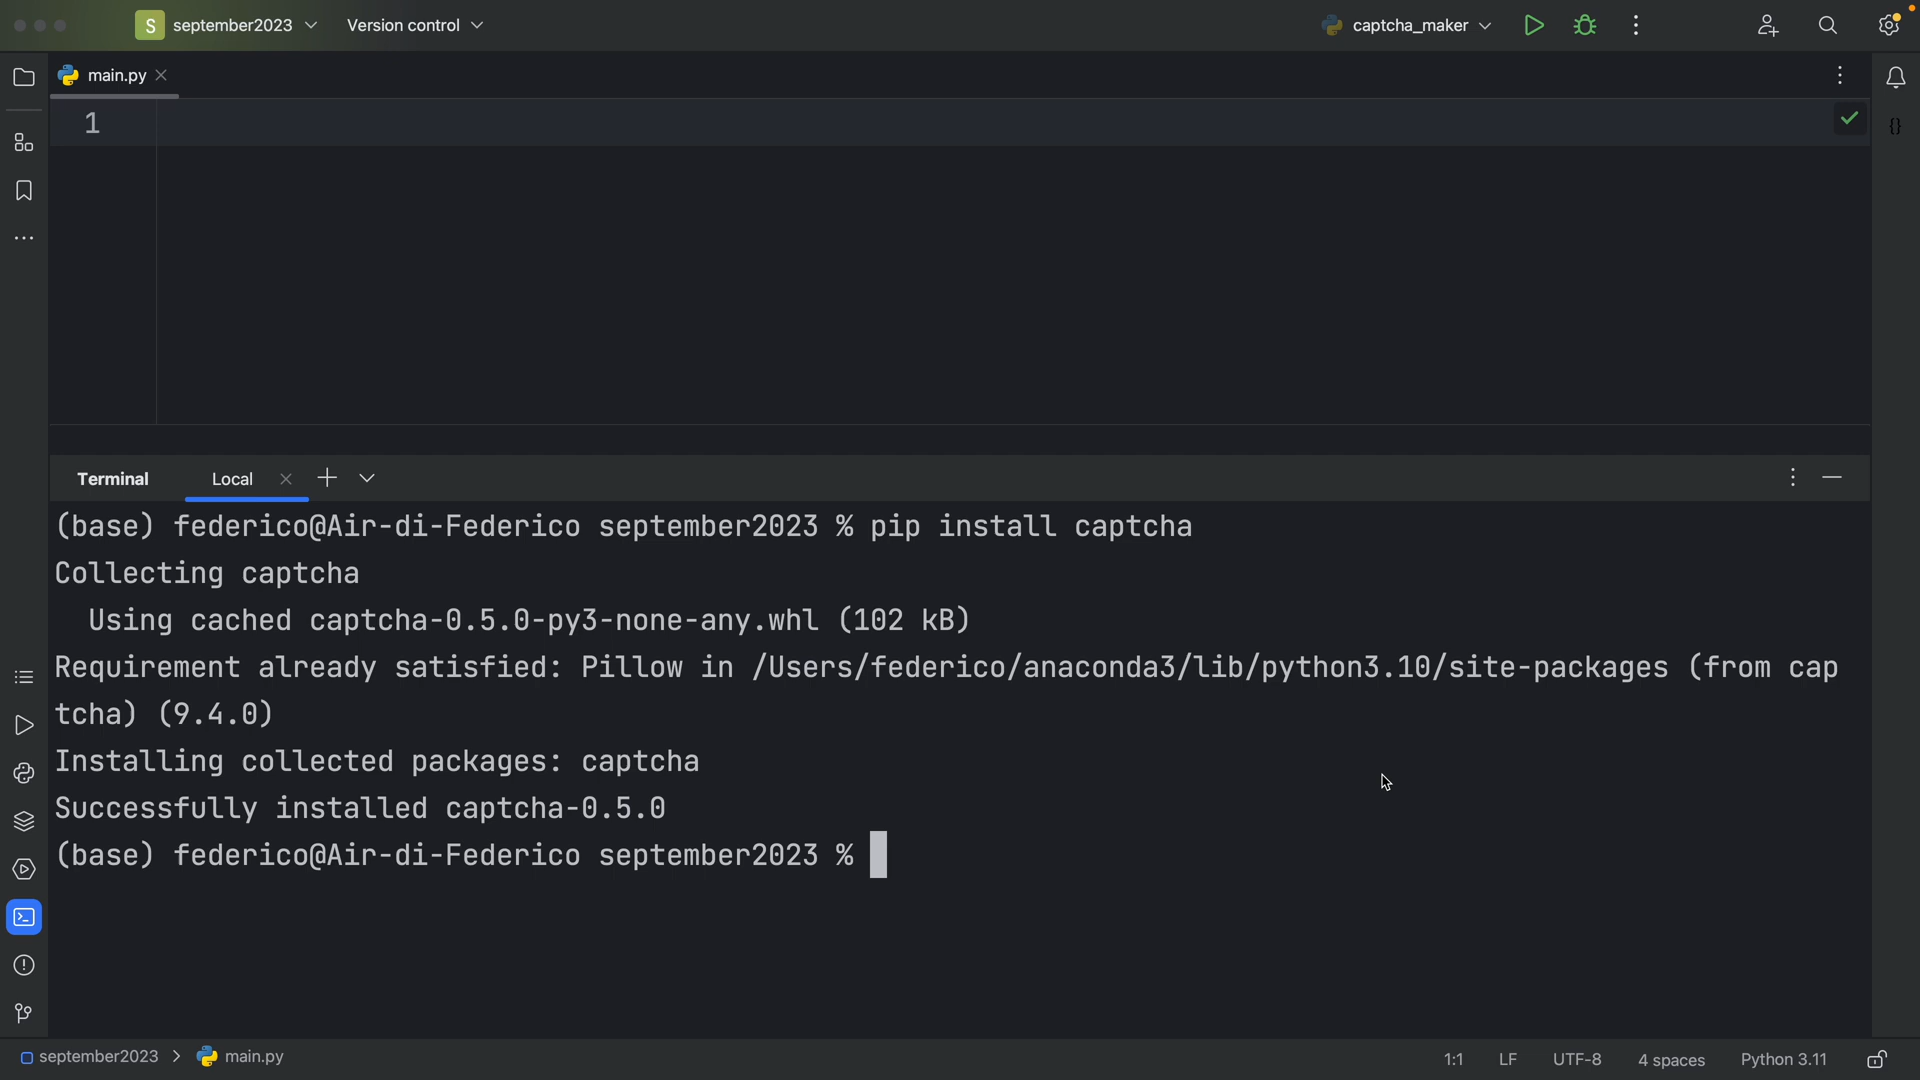 S september2023 Version control captcha_maker
main.py
1
{}
Terminal Local
(base) federico@Air-di-Federico september2023 % pip install captcha
Collecting captcha
Using cached captcha-0.5.0-py3-none-any.whl (102 kB)
Requirement already satisfied: Pillow in /Users/federico/anaconda3/lib/python3.10/site-packages (from cap
tcha) (9.4.0)
Installing collected packages: captcha
Successfully installed captcha-0.5.0
(base) federico@Air-di-Federico september2023 %
september2023 > main.py 1:1 LF UTF-8 4 spaces Python 3.11